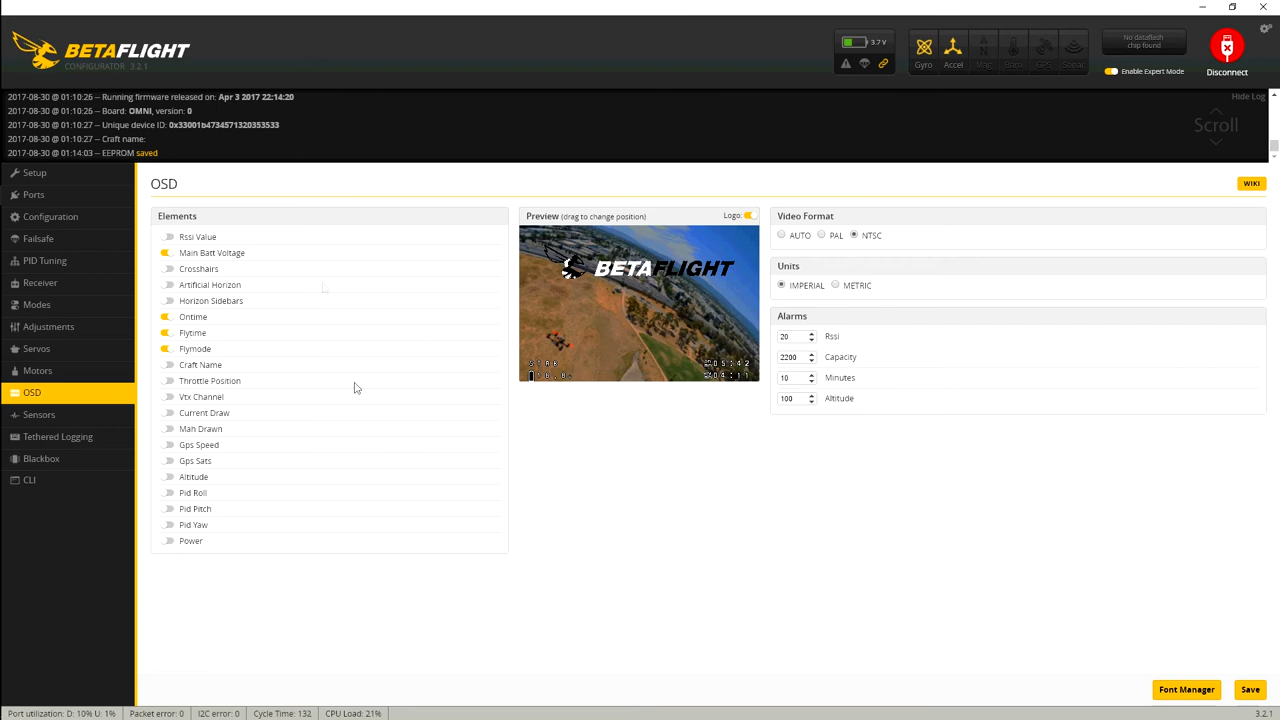 BETAFLIGHT
CONFIGURATOR 3.2.1
3.7 V
Gyro Accel Mag Baro GPS Sonar
No dataflash
chip found
Enable Expert Mode
Disconnect
2017-08-30 @ 01:10:26 -- Running firmware released on: Apr 3 2017 22:14:20
2017-08-30 @ 01:10:26 -- Board: OMNI, version: 0
2017-08-30 @ 01:10:27 -- Unique device ID: 0x33001b4734571320353533
2017-08-30 @ 01:10:27 -- Craft name:
2017-08-30 @ 01:14:03 -- EEPROM saved
Hide Log
Scroll
Setup
Ports
Configuration
Failsafe
PID Tuning
Receiver
Modes
Adjustments
Servos
Motors
OSD
Sensors
Tethered Logging
Blackbox
CLI
OSD
WIKI
Elements
Rssi Value
Main Batt Voltage
Crosshairs
Artificial Horizon
Horizon Sidebars
Ontime
Flytime
Flymode
Craft Name
Throttle Position
Vtx Channel
Current Draw
Mah Drawn
Gps Speed
Gps Sats
Altitude
Pid Roll
Pid Pitch
Pid Yaw
Power
Preview (drag to change position)
Logo:
BETAFLIGHT
STAB
05:42
16.8
04:11
Video Format
AUTO PAL NTSC
Units
IMPERIAL METRIC
Alarms
20 Rssi
2200 Capacity
10 Minutes
100 Altitude
Font Manager
Save
Port utilization: D: 10% U: 1%
Packet error: 0
I2C error: 0
Cycle Time: 132
CPU Load: 21%
3.2.1